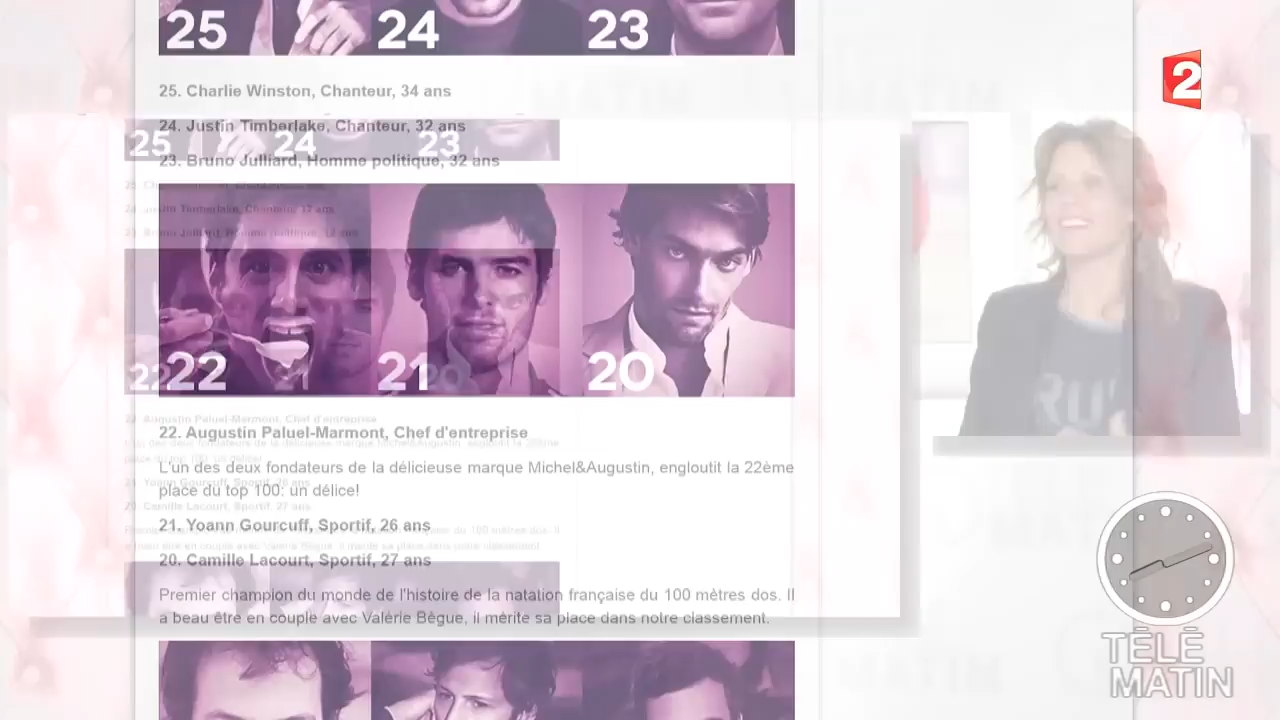 25 24 23
2
25. Charlie Winston, Chanteur, 34 ans
24. Justin Timberlake, Chanteur, 32 ans
25 24 23
23. Bruno Julliard, Homme politique, 32 ans
22 21 20
22. Augustin Paluel-Marmont, Chef d'entreprise
L'un des deux fondateurs de la délicieuse marque Michel&Augustin, engloutit la 22ème
place du top 100: un délice!
21. Yoann Gourcuff, Sportif, 26 ans
20. Camille Lacourt, Sportif, 27 ans
Premier champion du monde de l'histoire de la natation française du 100 mètres dos. Il
a beau être en couple avec Valérie Bègue, il mérite sa place dans notre classement.
TÉLÉ
MATIN